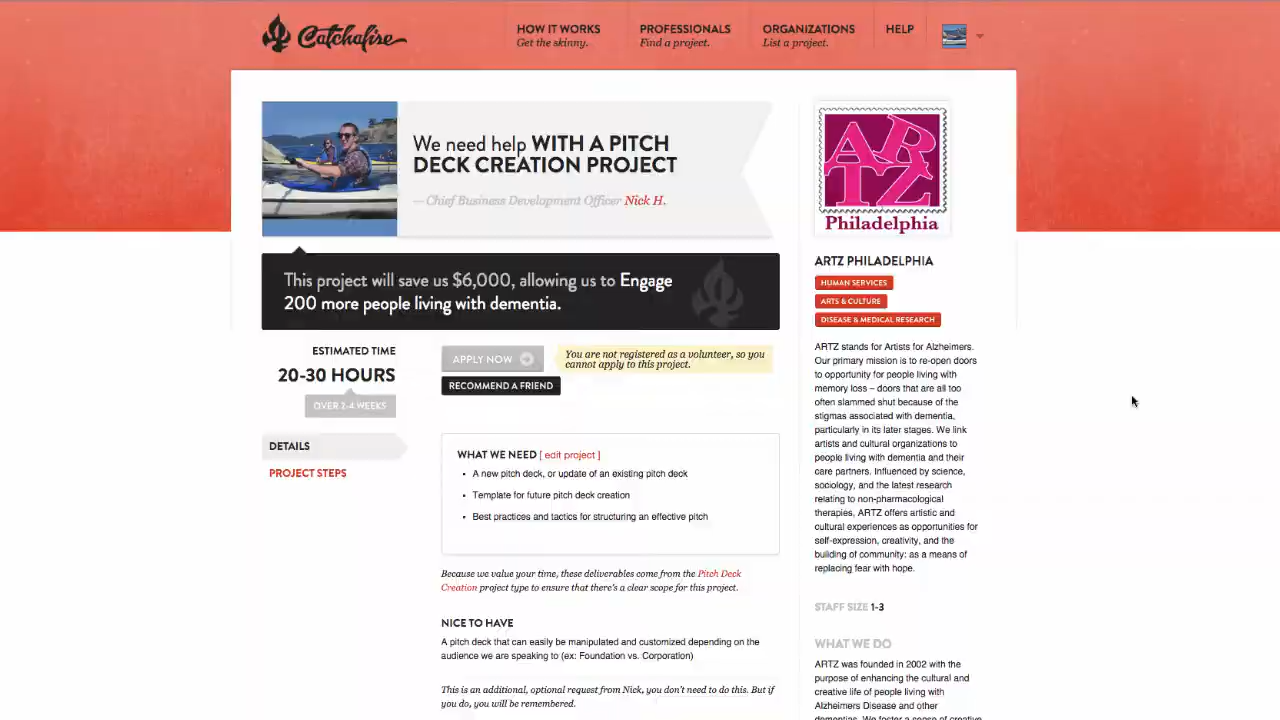 Catchafire
HOW IT WORKS
Get the skinny.
PROFESSIONALS
Find a project.
ORGANIZATIONS
List a project.
HELP
We need help WITH A PITCH
DECK CREATION PROJECT
— Chief Business Development Officer Nick H.
This project will save us $6,000, allowing us to Engage
200 more people living with dementia.
ESTIMATED TIME
20-30 HOURS
OVER 2-4 WEEKS
DETAILS
PROJECT STEPS
APPLY NOW
You are not registered as a volunteer, so you
cannot apply to this project.
RECOMMEND A FRIEND
WHAT WE NEED [ edit project ]
• A new pitch deck, or update of an existing pitch deck
• Template for future pitch deck creation
• Best practices and tactics for structuring an effective pitch
Because we value your time, these deliverables come from the Pitch Deck
Creation project type to ensure that there's a clear scope for this project.
NICE TO HAVE
A pitch deck that can easily be manipulated and customized depending on the
audience we are speaking to (ex: Foundation vs. Corporation)
This is an additional, optional request from Nick, you don't need to do this. But if
you do, you will be remembered.
ARTZ
Philadelphia
ARTZ PHILADELPHIA
HUMAN SERVICES
ARTS & CULTURE
DISEASE & MEDICAL RESEARCH
ARTZ stands for Artists for Alzheimers.
Our primary mission is to re-open doors
to opportunity for people living with
memory loss – doors that are all too
often slammed shut because of the
stigmas associated with dementia,
particularly in its later stages. We link
artists and cultural organizations to
people living with dementia and their
care partners. Influenced by science,
sociology, and the latest research
relating to non-pharmacological
therapies, ARTZ offers artistic and
cultural experiences as opportunities for
self-expression, creativity, and the
building of community: as a means of
replacing fear with hope.
STAFF SIZE 1-3
WHAT WE DO
ARTZ was founded in 2002 with the
purpose of enhancing the cultural and
creative life of people living with
Alzheimers Disease and other
dementias. We foster a sense of creative